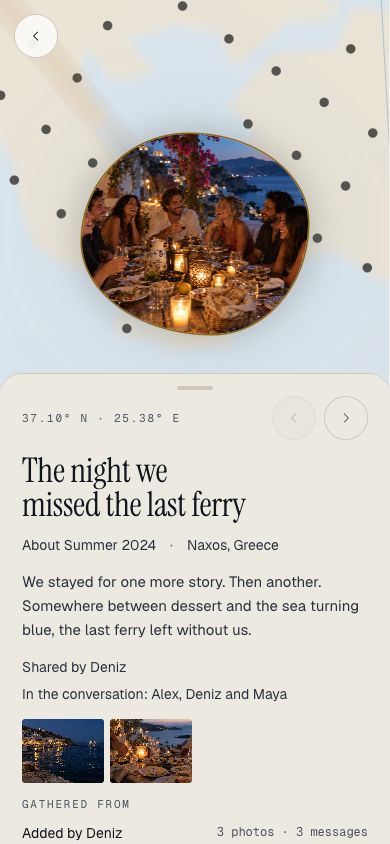 37.10° N · 25.38° E
The night we
missed the last ferry
About Summer 2024 · Naxos, Greece
We stayed for one more story. Then another.
Somewhere between dessert and the sea turning
blue, the last ferry left without us.
Shared by Deniz
In the conversation: Alex, Deniz and Maya
GATHERED FROM
Added by Deniz
3 photos · 3 messages